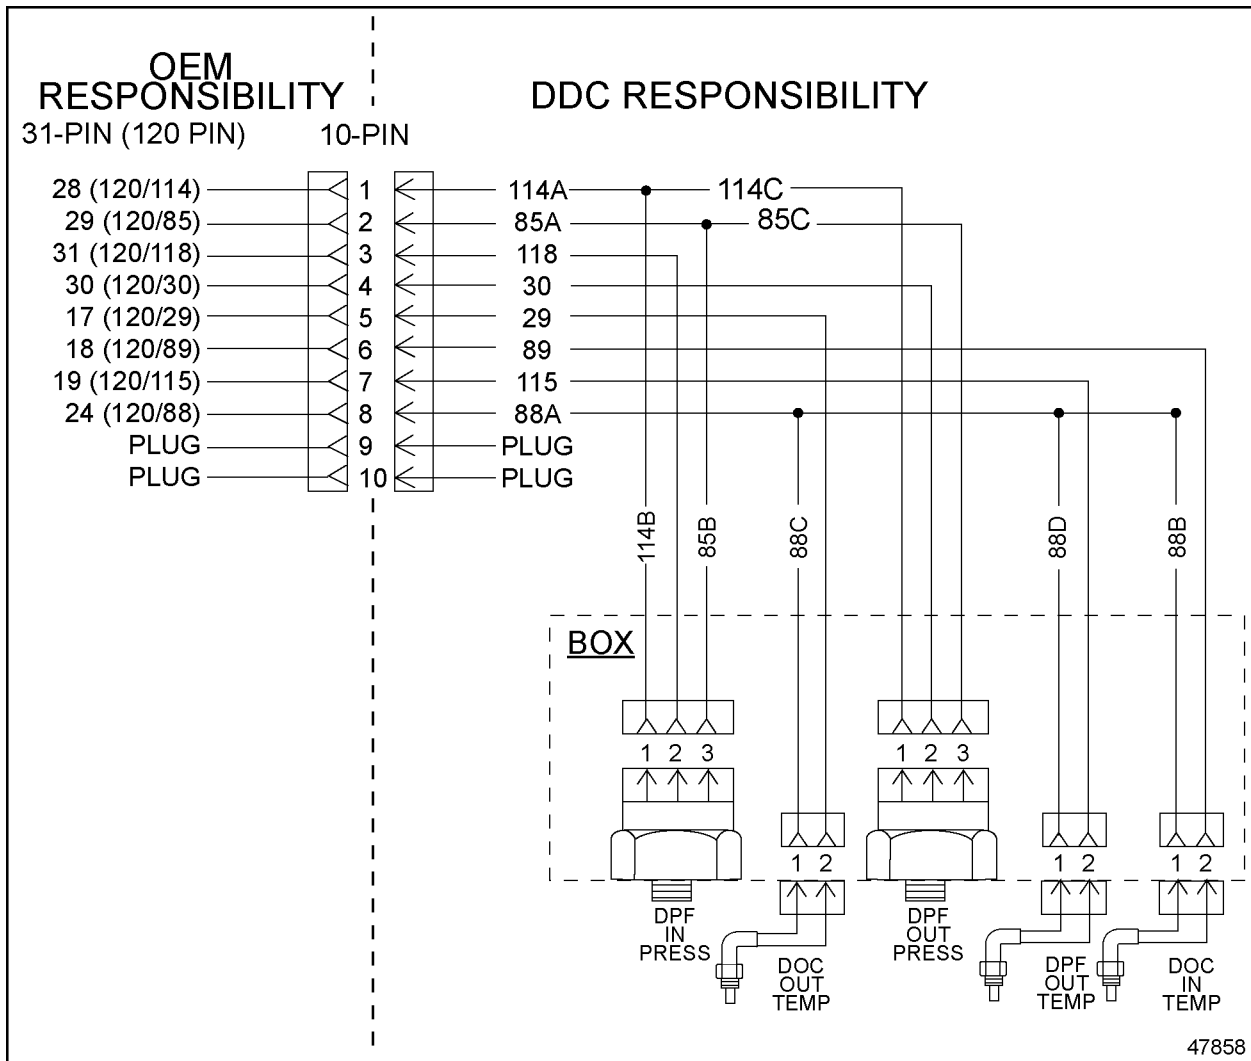 OEM
RESPONSIBILITY
DDC RESPONSIBILITY
31-PIN (120 PIN) 10-PIN
28 (120/114) 1 114A 114C
29 (120/85) 2 85A 85C
31 (120/118) 3 118
30 (120/30) 4 30
17 (120/29) 5 29
18 (120/89) 6 89
19 (120/115) 7 115
24 (120/88) 8 88A
PLUG 9 PLUG
PLUG 10 PLUG
114B
85B
88C
88D
88B
BOX
1 2 3
1 2 3
1 2
1 2
1 2
DPF
IN
PRESS
DOC
OUT
TEMP
DPF
OUT
PRESS
DPF
OUT
TEMP
DOC
IN
TEMP
47858